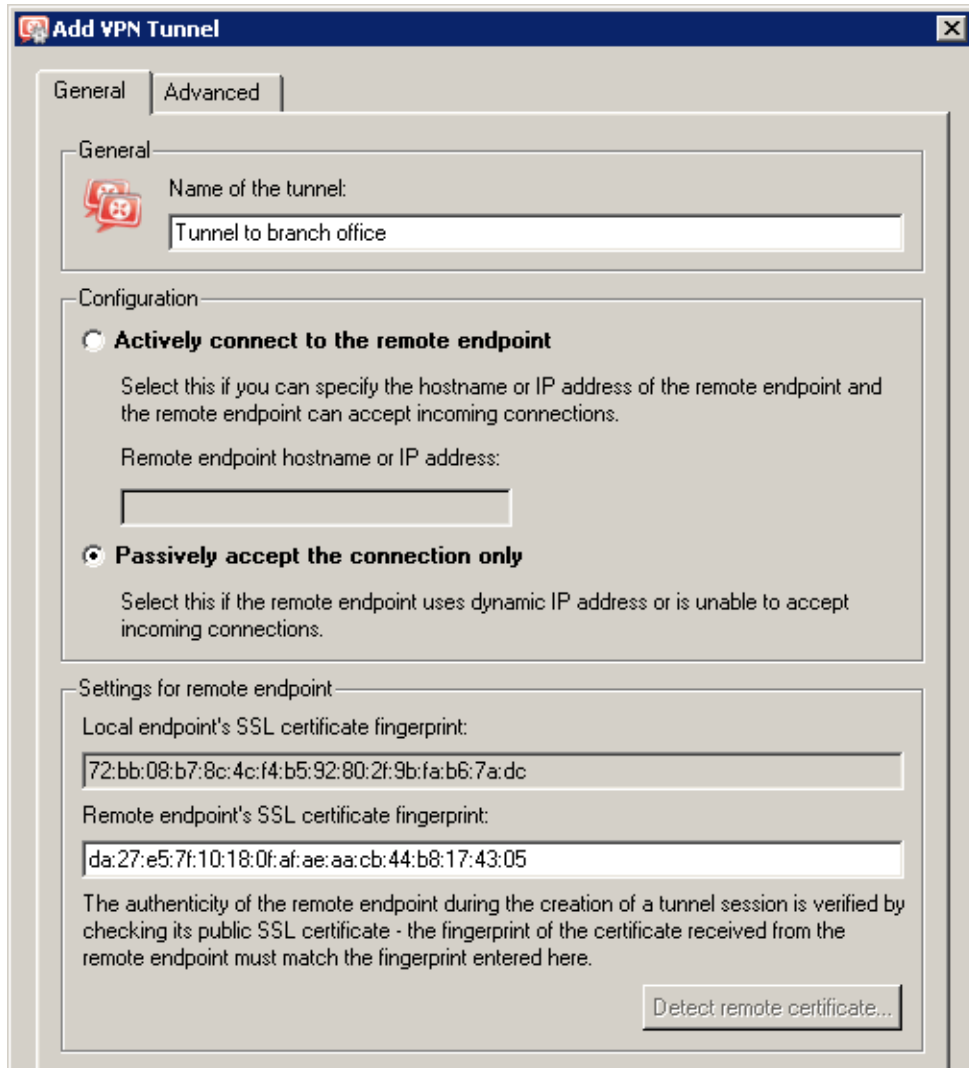 Add VPN Tunnel
General
Advanced
General
Name of the tunnel:
Tunnel to branch office
Configuration
Actively connect to the remote endpoint
Select this if you can specify the hostname or IP address of the remote endpoint and
the remote endpoint can accept incoming connections.
Remote endpoint hostname or IP address:
Passively accept the connection only
Select this if the remote endpoint uses dynamic IP address or is unable to accept
incoming connections.
Settings for remote endpoint
Local endpoint's SSL certificate fingerprint:
72:bb:08:b7:8c:4c:f4:b5:92:80:2f:9b:fa:b6:7a:dc
Remote endpoint's SSL certificate fingerprint:
da:27:e5:7f:10:18:0f:af:ae:aa:cb:44:b8:17:43:05
The authenticity of the remote endpoint during the creation of a tunnel session is verified by
checking its public SSL certificate - the fingerprint of the certificate received from the
remote endpoint must match the fingerprint entered here.
Detect remote certificate...